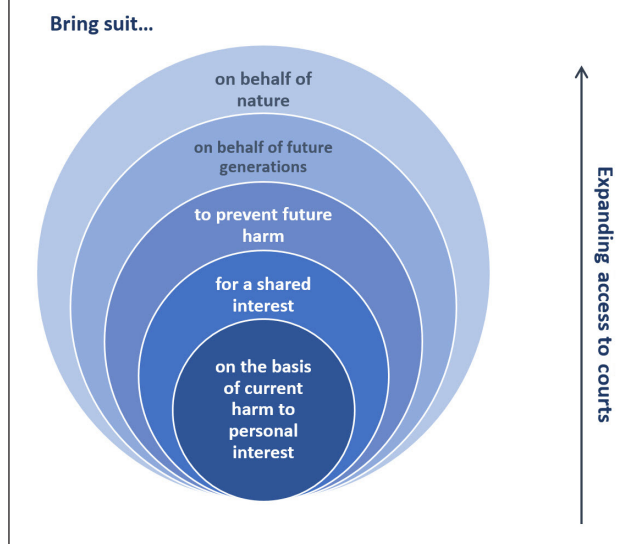 Bring suit...
on behalf of
nature
on behalf of future
generations
to prevent future
harm
for a shared
interest
on the basis
of current
harm to
personal
interest
Expanding access to courts